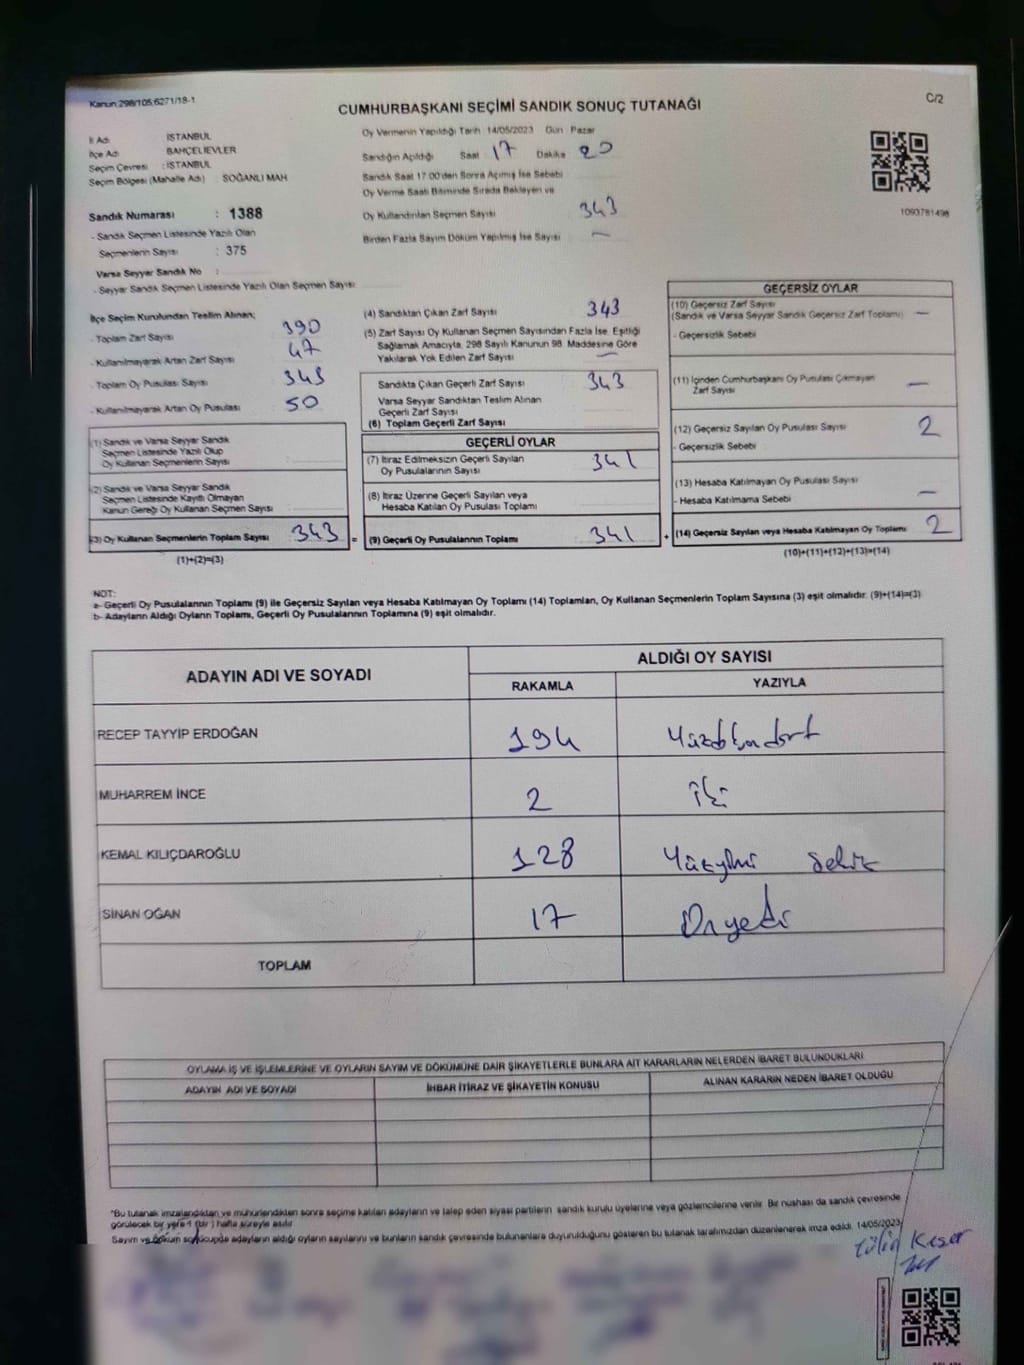 Kanun:298/105;6271/18-1
C/2
CUMHURBAŞKANI SEÇİMİ SANDIK SONUÇ TUTANAĞI
İl Adı : İSTANBUL
İlçe Adı : BAHÇELİEVLER
Seçim Çevresi : İSTANBUL
Seçim Bölgesi (Mahalle Adı) : SOĞANLI MAH
Oy Vermenin Yapıldığı Tarih 14/05/2023 Gün Pazar
Sandığın Açıldığı Saat 17 Dakika 20
Sandık Saat 17:00'den Sonra Açılmış İse Sebebi
Oy Verme Saati Bitiminde Sırada Bekleyen ve
Oy Kullandırılan Seçmen Sayısı 343
Birden Fazla Sayım Döküm Yapılmış İse Sayısı —
1093781498
Sandık Numarası : 1388
- Sandık Seçmen Listesinde Yazılı Olan
Seçmenlerin Sayısı : 375
Varsa Seyyar Sandık No :
- Seyyar Sandık Seçmen Listesinde Yazılı Olan Seçmen Sayısı:
İlçe Seçim Kurulundan Teslim Alınan;
- Toplam Zarf Sayısı 390
- Kullanılmayarak Artan Zarf Sayısı 47
- Toplam Oy Pusulası Sayısı
- Kullanılmayarak Artan Oy Pusulası 50
(1) Sandık ve Varsa Seyyar Sandık
Seçmen Listesinde Yazılı Olup
Oy Kullanan Seçmenlerin Sayısı
(2) Sandık ve Varsa Seyyar Sandık
Seçmen Listesinde Kayıtlı Olmayan
Kanun Gereği Oy Kullanan Seçmen Sayısı
(3) Oy Kullanan Seçmenlerin Toplam Sayısı 343 =
(1)+(2)=(3)
(4) Sandıktan Çıkan Zarf Sayısı 343
(5) Zarf Sayısı Oy Kullanan Seçmen Sayısından Fazla İse, Eşitliği
Sağlamak Amacıyla, 298 Sayılı Kanunun 98. Maddesine Göre
Yakılarak Yok Edilen Zarf Sayısı —
Sandıkta Çıkan Geçerli Zarf Sayısı 343
Varsa Seyyar Sandıktan Teslim Alınan
Geçerli Zarf Sayısı
(6) Toplam Geçerli Zarf Sayısı
GEÇERLİ OYLAR
(7) İtiraz Edilmeksizin Geçerli Sayılan
Oy Pusulalarının Sayısı 341
(8) İtiraz Üzerine Geçerli Sayılan veya
Hesaba Katılan Oy Pusulası Toplamı
(9) Geçerli Oy Pusulalarının Toplamı 341 +
GEÇERSİZ OYLAR
(10) Geçersiz Zarf Sayısı
(Sandık ve Varsa Seyyar Sandık Geçersiz Zarf Toplamı) —
- Geçersizlik Sebebi
(11) İçinden Cumhurbaşkanı Oy Pusulası Çıkmayan
Zarf Sayısı —
(12) Geçersiz Sayılan Oy Pusulası Sayısı 2
- Geçersizlik Sebebi
(13) Hesaba Katılmayan Oy Pusulası Sayısı —
- Hesaba Katılmama Sebebi
(14) Geçersiz Sayılan veya Hesaba Katılmayan Oy Toplamı 2
(10)+(11)+(12)+(13)=(14)
NOT:
a- Geçerli Oy Pusulalarının Toplamı (9) ile Geçersiz Sayılan veya Hesaba Katılmayan Oy Toplamı (14) Toplamları, Oy Kullanan Seçmenlerin Toplam Sayısına (3) eşit olmalıdır. (9)+(14)=(3)
b- Adayların Aldığı Oyların Toplamı, Geçerli Oy Pusulalarının Toplamına (9) eşit olmalıdır.
ADAYIN ADI VE SOYADI
ALDIĞI OY SAYISI
RAKAMLA YAZIYLA
RECEP TAYYİP ERDOĞAN 194 Yüzdoksandört
MUHARREM İNCE 2 iki
KEMAL KILIÇDAROĞLU 128 Yüzyirmi sekiz
SİNAN OĞAN 17 Onyedi
TOPLAM
OYLAMA İŞ VE İŞLEMLERİNE VE OYLARIN SAYIM VE DÖKÜMÜNE DAİR ŞİKAYETLERLE BUNLARA AİT KARARLARIN NELERDEN İBARET BULUNDUKLARI
ADAYIN ADI VE SOYADI İHBAR İTİRAZ VE ŞİKAYETİN KONUSU ALINAN KARARIN NEDEN İBARET OLDUĞU
*Bu tutanak imzalandıktan ve mühürlendikten sonra seçime katılan adayların ve talep eden siyasi partilerin sandık kurulu üyelerine veya gözlemcilerine verilir. Bir nüshası da sandık çevresinde
görülecek bir yere 1 (bir) hafta süreyle asılır.
Sayım ve döküm sonucunda adayların aldığı oyların sayılarını ve bunların sandık çevresinde bulunanlara duyurulduğunu gösteren bu tutanak tarafımızdan düzenlenerek imza edildi. 14/05/2023
Tülin Keser